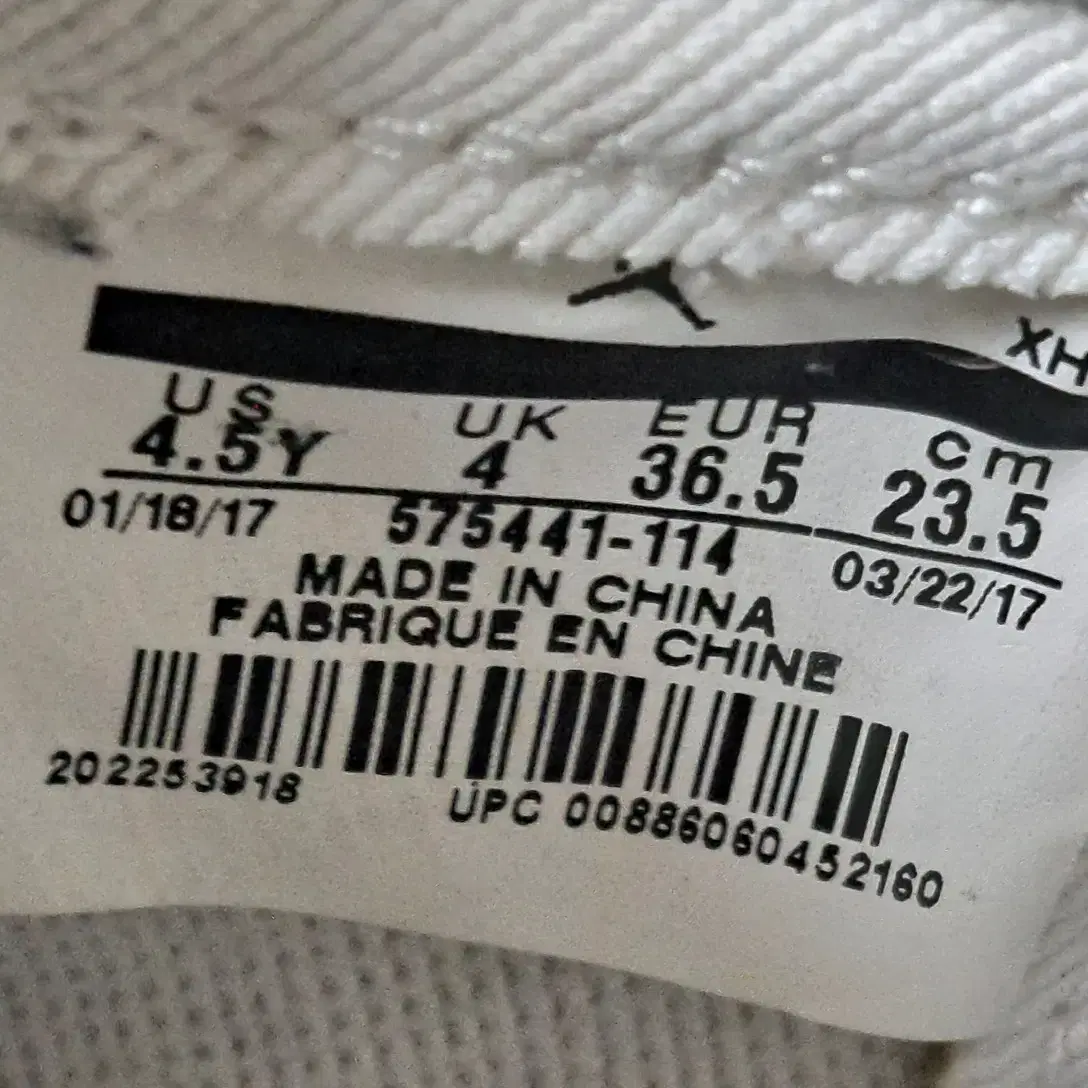 XH
US UK EUR cm
4.5Y 4 36.5 23.5
01/18/17 575441-114 03/22/17
MADE IN CHINA
FABRIQUE EN CHINE
202253918 UPC 00886060452160